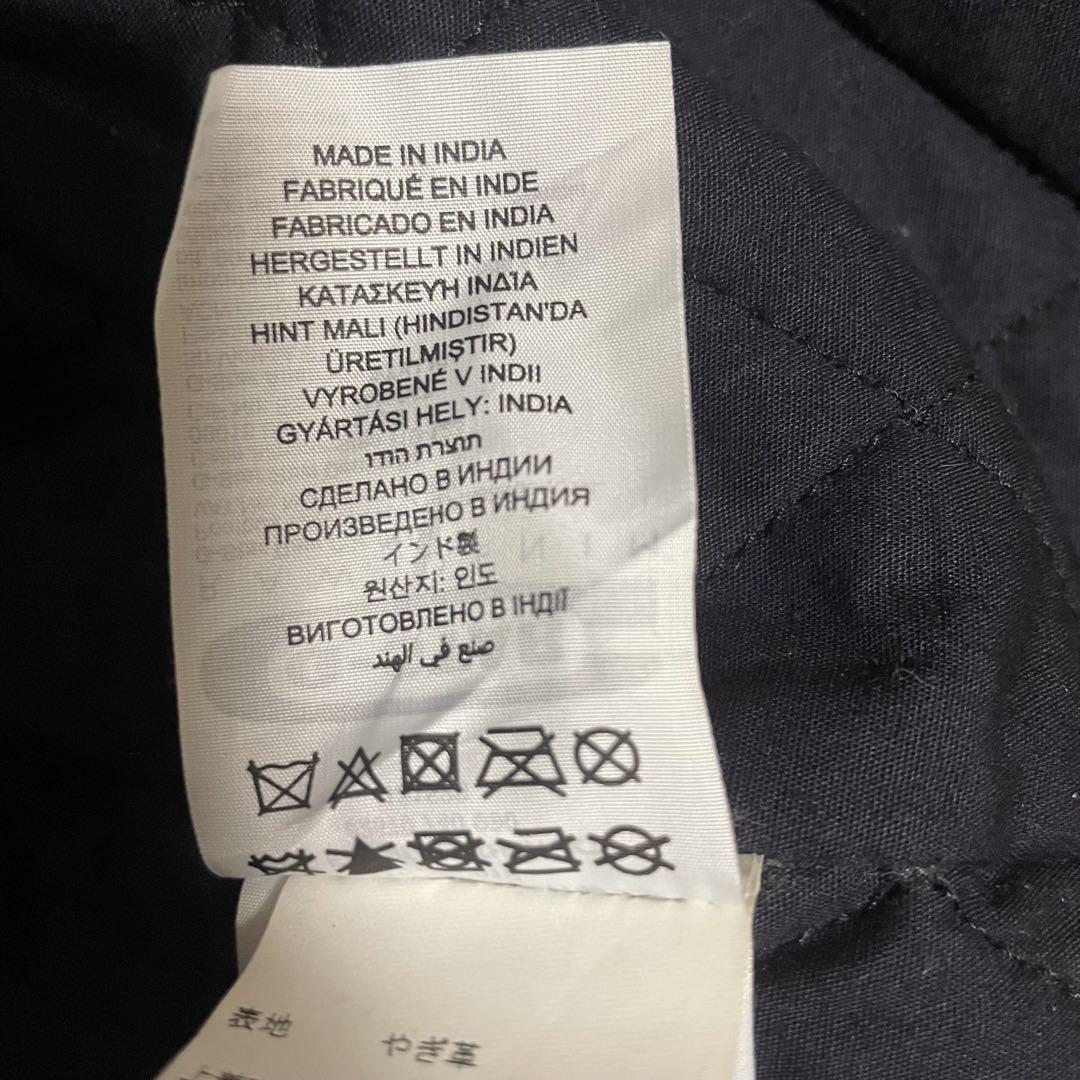 MADE IN INDIA
FABRIQUÉ EN INDE
FABRICADO EN INDIA
HERGESTELLT IN INDIEN
ΚΑΤΑΣΚΕΥΉ ΙΝΔΊΑ
HINT MALI (HINDISTAN'DA
ÜRETILMIŞTIR)
VYROBENÉ V INDII
GYÁRTÁSI HELY: INDIA
תוצרת הודו
СДЕЛАНО В ИНДИИ
ПРОИЗВЕДЕНО В ИНДИЯ
インド製
원산지: 인도
ВИГОТОВЛЕНО В ІНДІЇ
صنع في الهند
表地 やぎ革